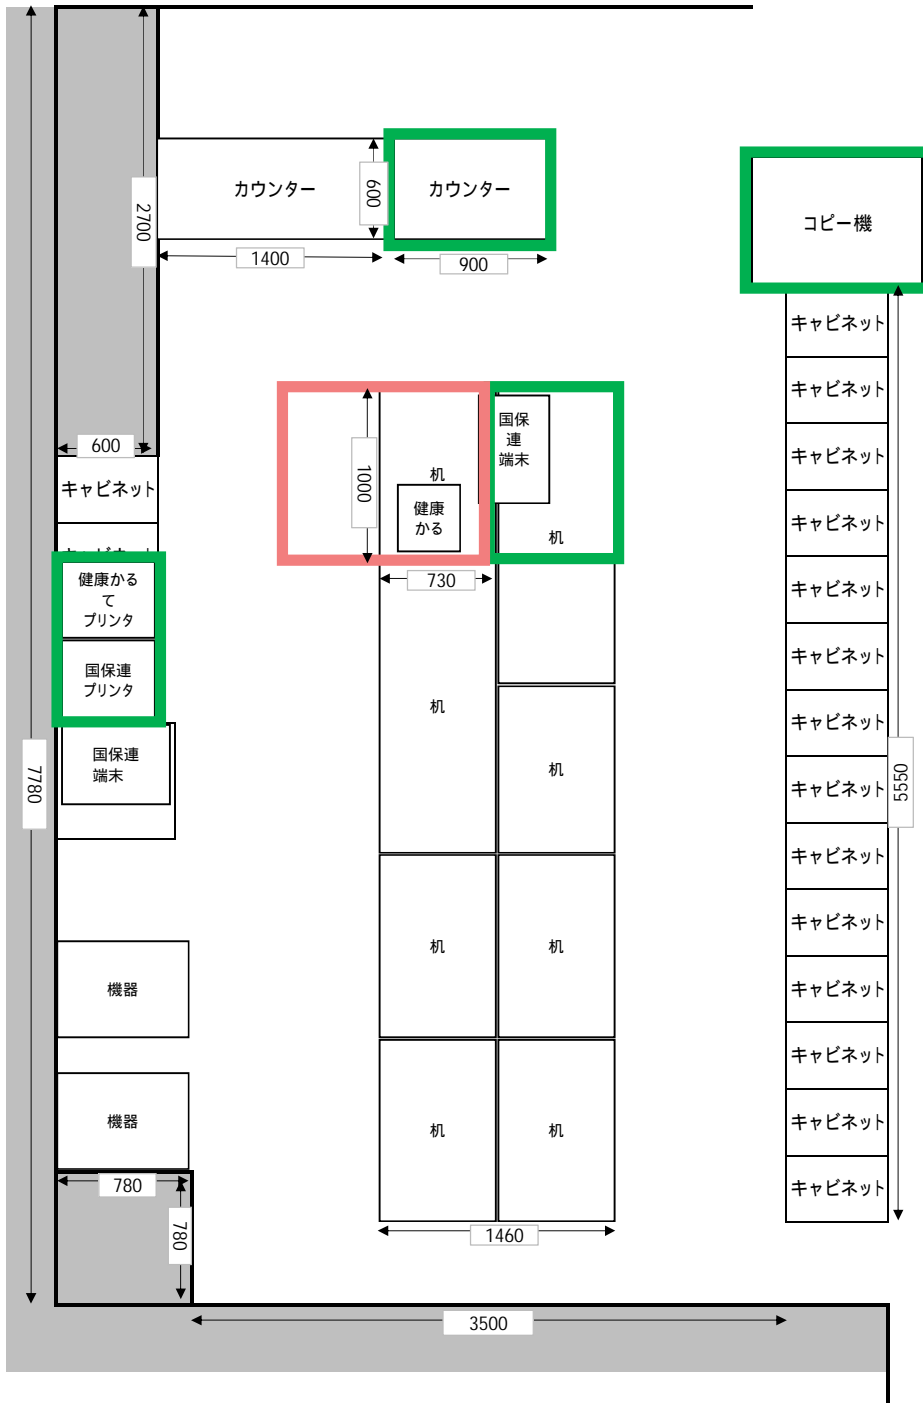 カウンター
カウンター
コピー機
600
2700
1400
900
キャビネット
キャビネット
キャビネット
キャビネット
キャビネット
キャビネット
キャビネット
キャビネット
キャビネット
キャビネット
キャビネット
キャビネット
キャビネット
キャビネット
5550
600
キャビネット
キャビネット
健康かる
て
プリンタ
国保連
プリンタ
国保連
端末
7780
機器
機器
780
780
1000
机
健康
かる
国保
連
端末
机
730
机
机
机
机
机
机
1460
3500